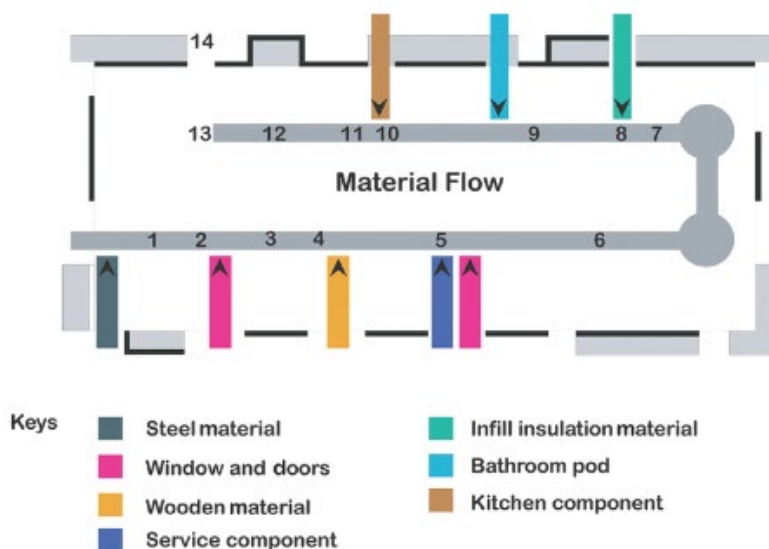 14
13 12 11 10 9 8 7
Material Flow
1 2 3 4 5 6
Keys
Steel material
Window and doors
Wooden material
Service component
Infill insulation material
Bathroom pod
Kitchen component